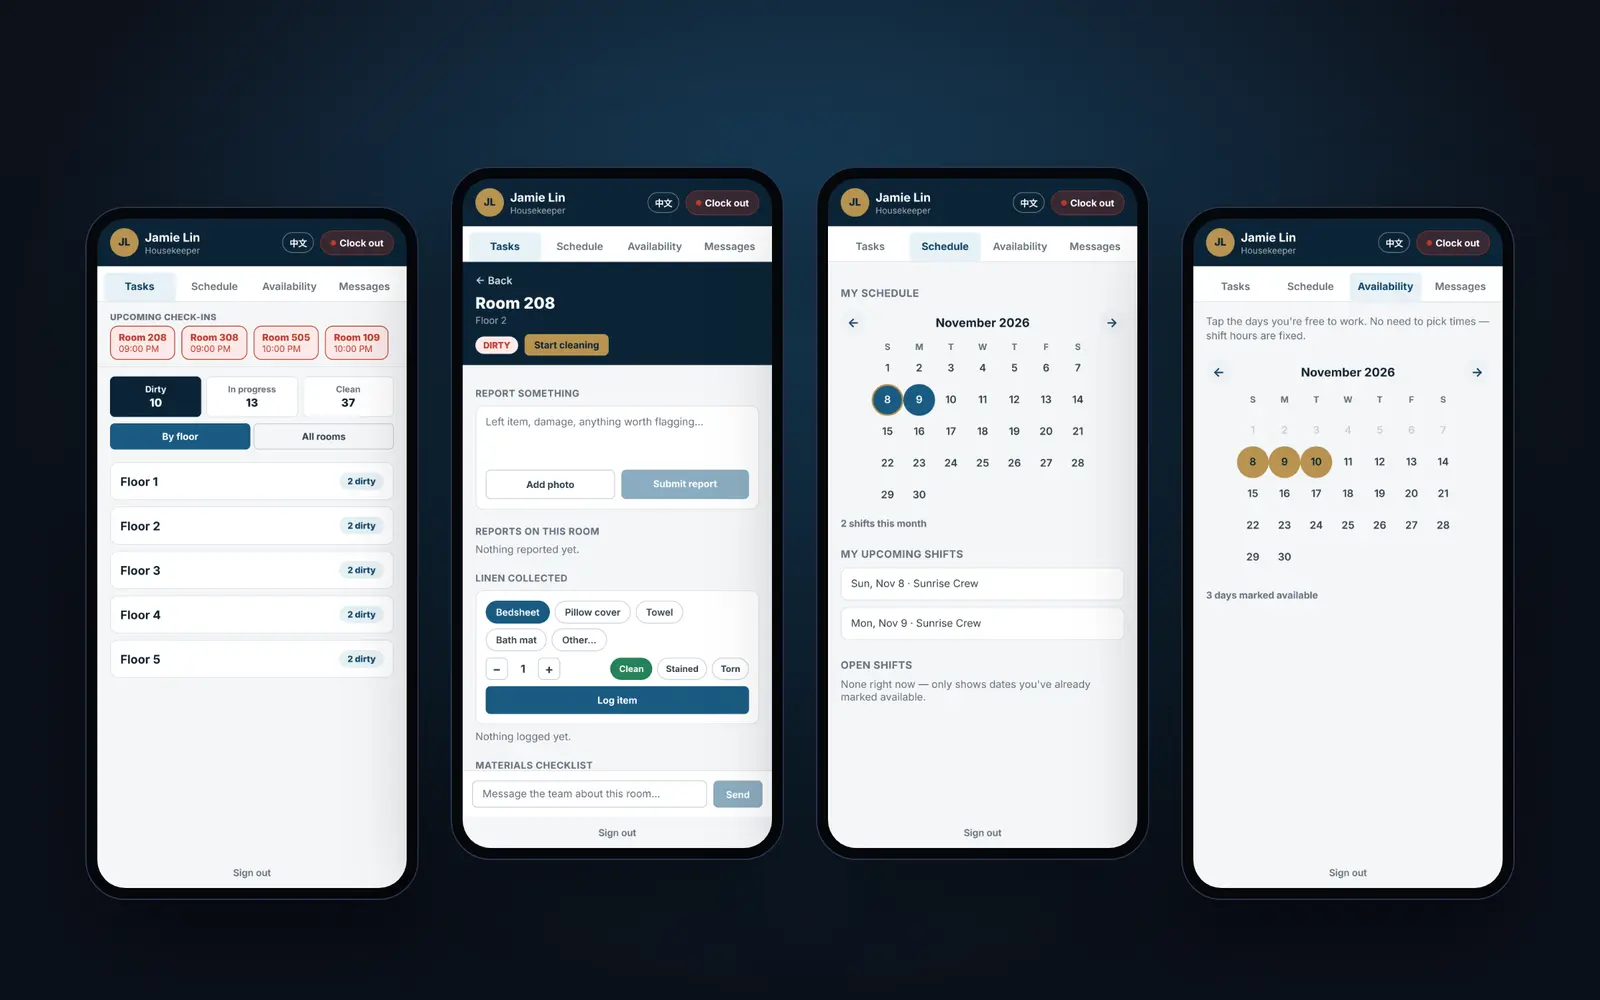 JL
Jamie Lin
Housekeeper
中文
Clock out
Tasks Schedule Availability Messages
UPCOMING CHECK-INS
Room 208 Room 308 Room 505 Room 109
09:00 PM 09:00 PM 10:00 PM 10:00 PM
Dirty In progress Clean
10 13 37
By floor All rooms
Floor 1 2 dirty
Floor 2 2 dirty
Floor 3 2 dirty
Floor 4 2 dirty
Floor 5 2 dirty
Sign out
JL
Jamie Lin
Housekeeper
中文
Clock out
Tasks Schedule Availability Messages
← Back
Room 208
Floor 2
DIRTY Start cleaning
REPORT SOMETHING
Left item, damage, anything worth flagging...
Add photo Submit report
REPORTS ON THIS ROOM
Nothing reported yet.
LINEN COLLECTED
Bedsheet Pillow cover Towel
Bath mat Other...
− 1 + Clean Stained Torn
Log item
Nothing logged yet.
MATERIALS CHECKLIST
Message the team about this room... Send
Sign out
JL
Jamie Lin
Housekeeper
中文
Clock out
Tasks Schedule Availability Messages
MY SCHEDULE
← November 2026 →
S M T W T F S
1 2 3 4 5 6 7
8 9 10 11 12 13 14
15 16 17 18 19 20 21
22 23 24 25 26 27 28
29 30
2 shifts this month
MY UPCOMING SHIFTS
Sun, Nov 8 · Sunrise Crew
Mon, Nov 9 · Sunrise Crew
OPEN SHIFTS
None right now — only shows dates you've already
marked available.
Sign out
JL
Jamie Lin
Housekeeper
中文
Clock out
Tasks Schedule Availability Messages
Tap the days you're free to work. No need to pick times —
shift hours are fixed.
← November 2026 →
S M T W T F S
1 2 3 4 5 6 7
8 9 10 11 12 13 14
15 16 17 18 19 20 21
22 23 24 25 26 27 28
29 30
3 days marked available
Sign out